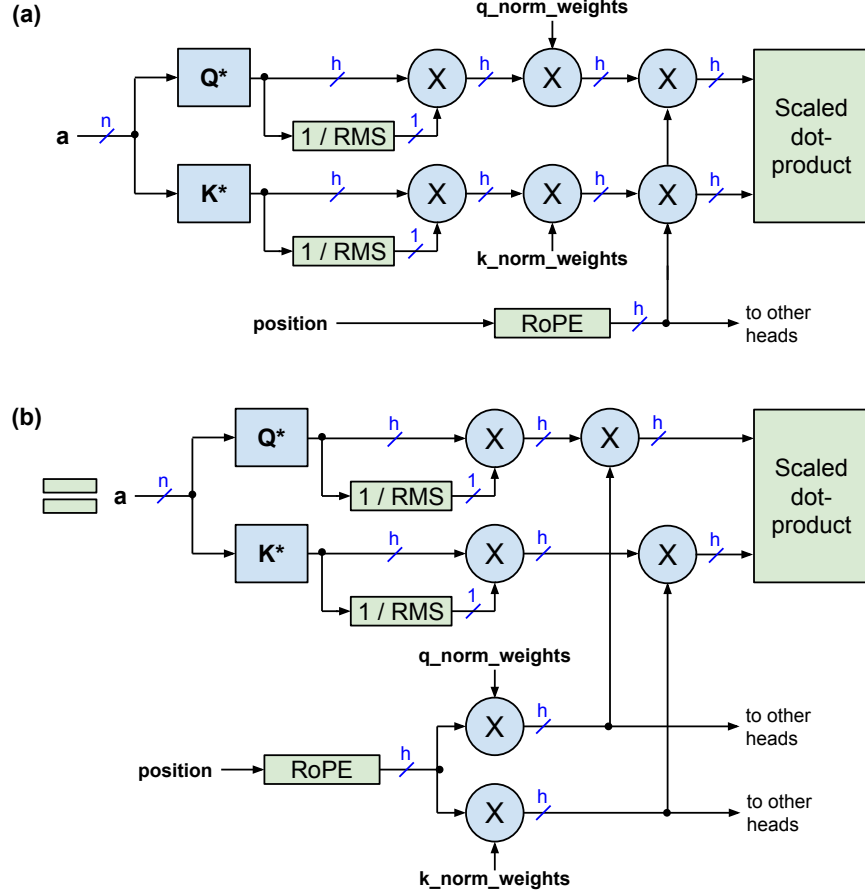 (a)
q_norm_weights
Q*
h
X
h
X
h
X
h
a
n
1 / RMS
1
Scaled
dot-
product
K*
h
X
h
X
h
X
h
1 / RMS
1
k_norm_weights
position
RoPE
h
to other
heads
(b)
Q*
h
X
h
X
h
a
n
1 / RMS
1
Scaled
dot-
product
K*
h
X
h
X
h
1 / RMS
1
q_norm_weights
X
h
to other
heads
position
RoPE
h
X
h
to other
heads
k_norm_weights